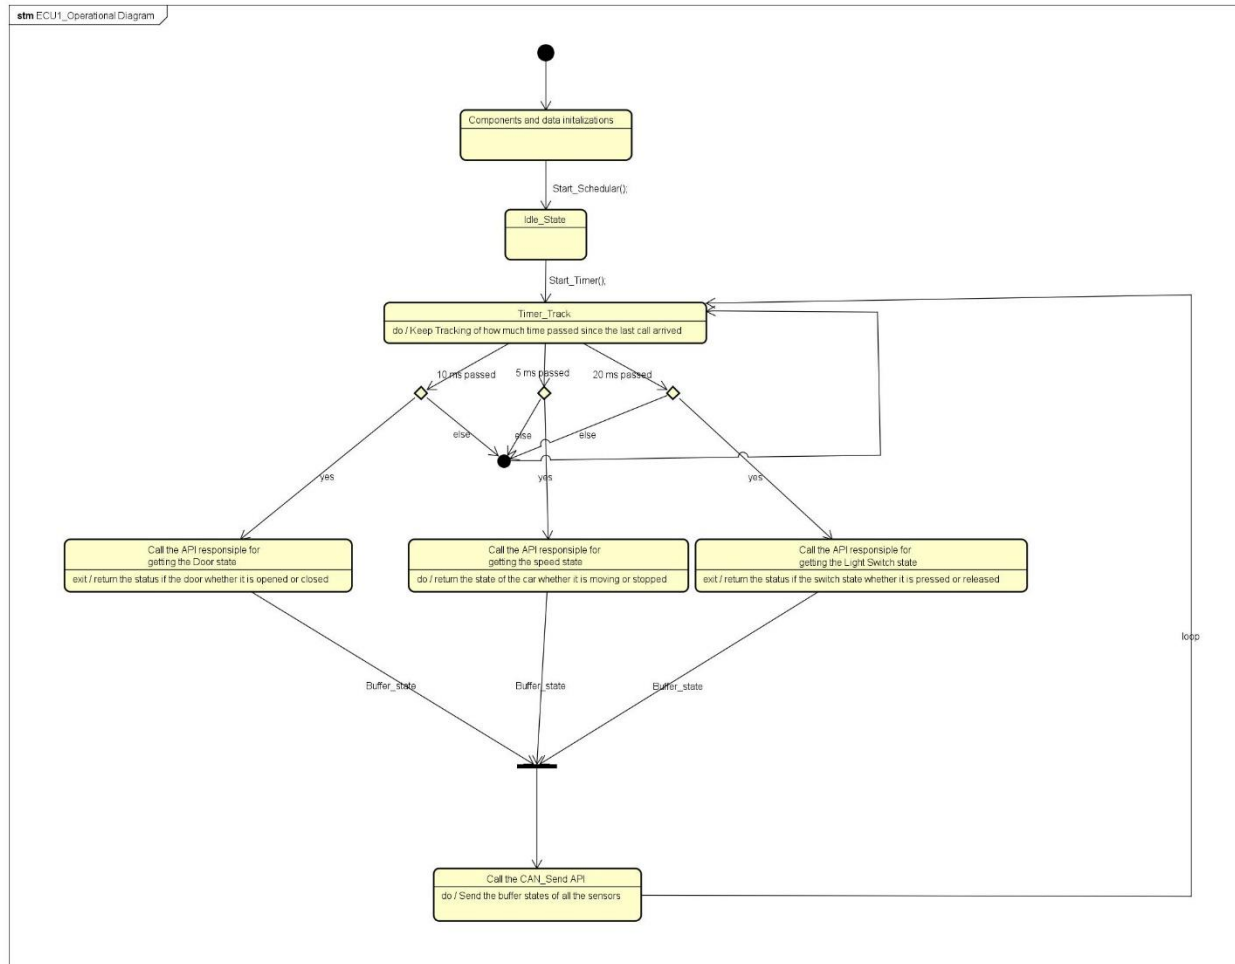 stm ECU1_Operational Diagram
Components and data initalizations
Start_Schedular();
Idle_State
Start_Timer();
Timer_Track
do / Keep Tracking of how much time passed since the last call arrived
10 ms passed
5 ms passed
20 ms passed
else
else
else
yes
yes
yes
Call the API responsiple for
getting the Door state
exit / return the status if the door whether it is opened or closed
Call the API responsiple for
getting the speed state
do / return the state of the car whether it is moving or stopped
Call the API responsiple for
getting the Light Switch state
exit / return the status if the switch state whether it is pressed or released
loop
Buffer_state
Buffer_state
Buffer_state
Call the CAN_Send API
do / Send the buffer states of all the sensors